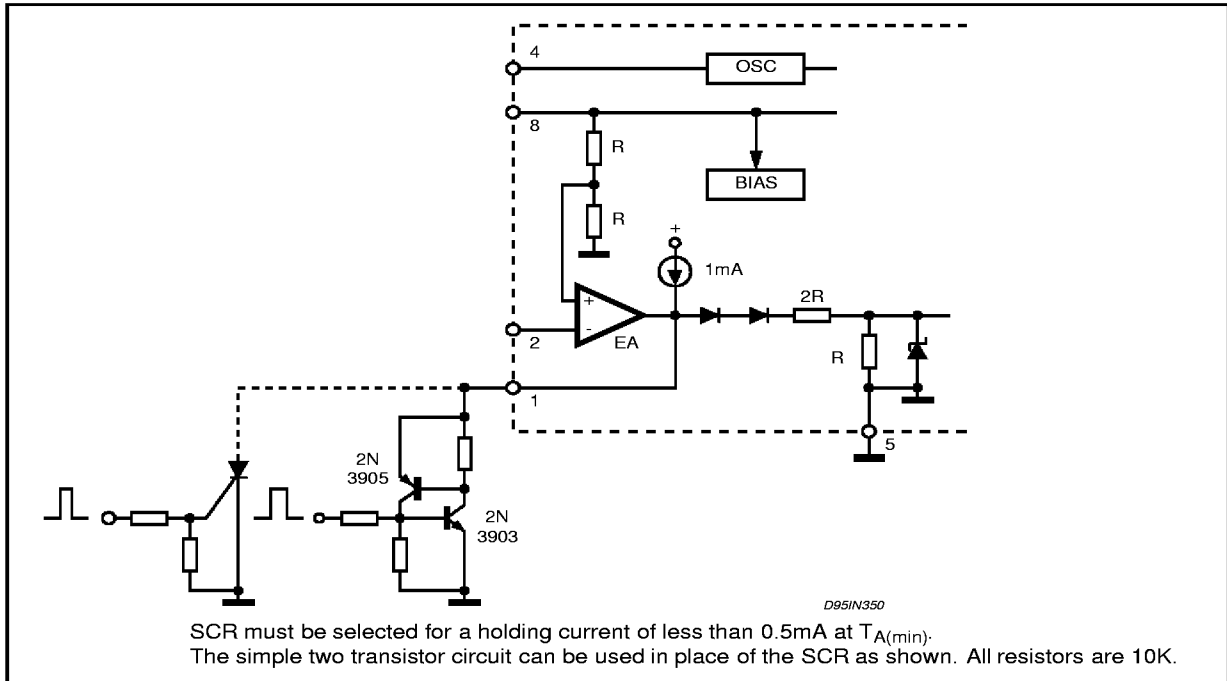 4
OSC
8
R
BIAS
R
+
1mA
2R
+
-
EA
2
R
1
5
2N
3905
2N
3903
D95IN350
SCR must be selected for a holding current of less than 0.5mA at TA(min).
The simple two transistor circuit can be used in place of the SCR as shown. All resistors are 10K.